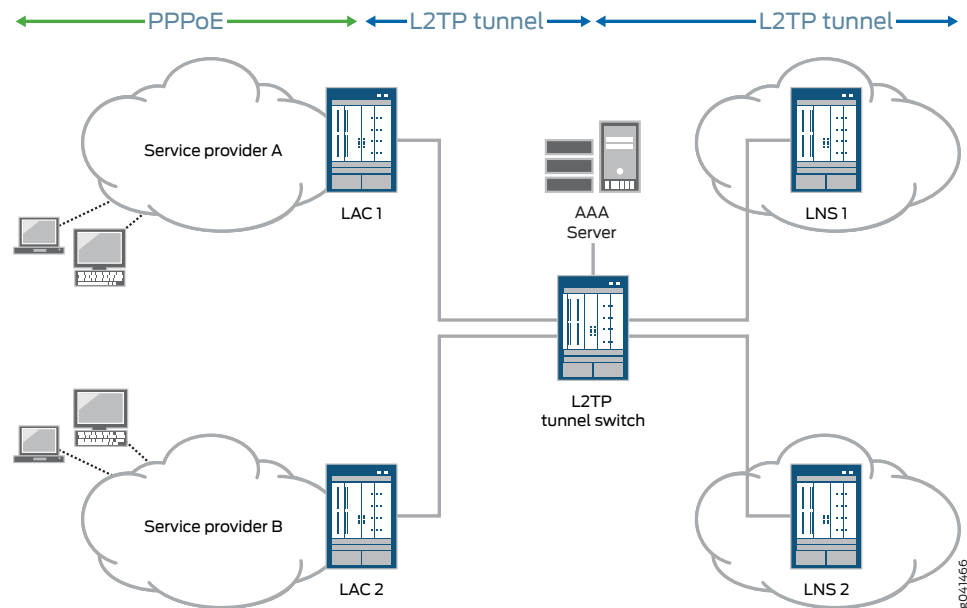 PPPoE
L2TP tunnel
L2TP tunnel
Service provider A
LAC 1
AAA
Server
LNS 1
L2TP
tunnel switch
Service provider B
LAC 2
LNS 2
g041466